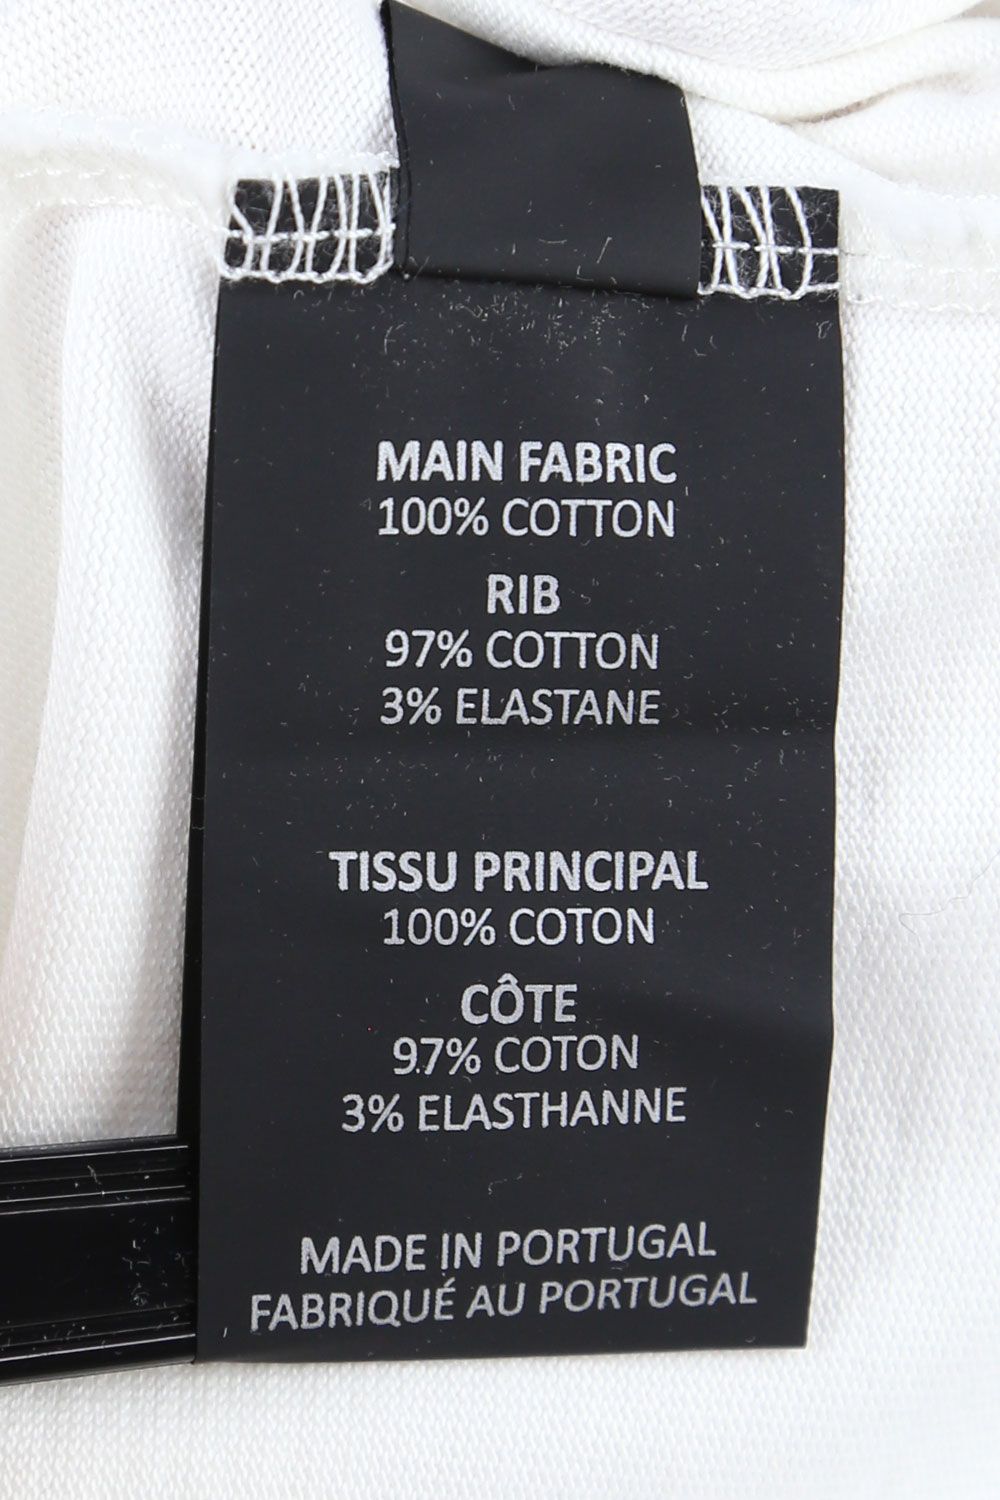 MAIN FABRIC
100% COTTON
RIB
97% COTTON
3% ELASTANE
TISSU PRINCIPAL
100% COTON
CÔTE
97% COTON
3% ELASTHANNE
MADE IN PORTUGAL
FABRIQUÉ AU PORTUGAL